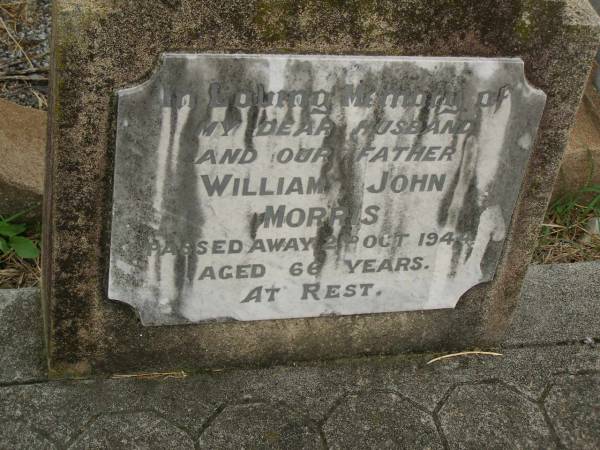 In Loving Memory of
MY DEAR HUSBAND
AND OUR FATHER
WILLIAM JOHN
MORRIS
PASSED AWAY OCT
AGED 66 YEARS.
AT REST.